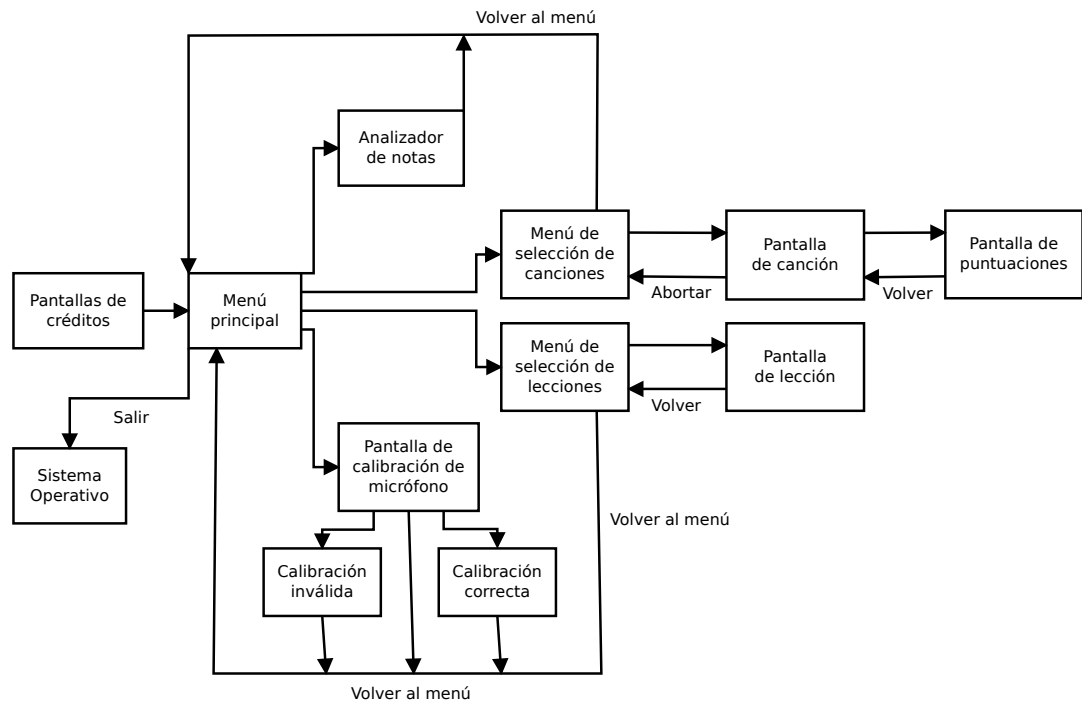 Volver al menú
Analizador
de notas
Menú de
selección de
canciones
Pantalla
de canción
Pantalla de
puntuaciones
Abortar
Volver
Pantallas de
créditos
Menú
principal
Menú de
selección de
lecciones
Pantalla
de lección
Volver
Salir
Sistema
Operativo
Pantalla de
calibración de
micrófono
Volver al menú
Calibración
inválida
Calibración
correcta
Volver al menú